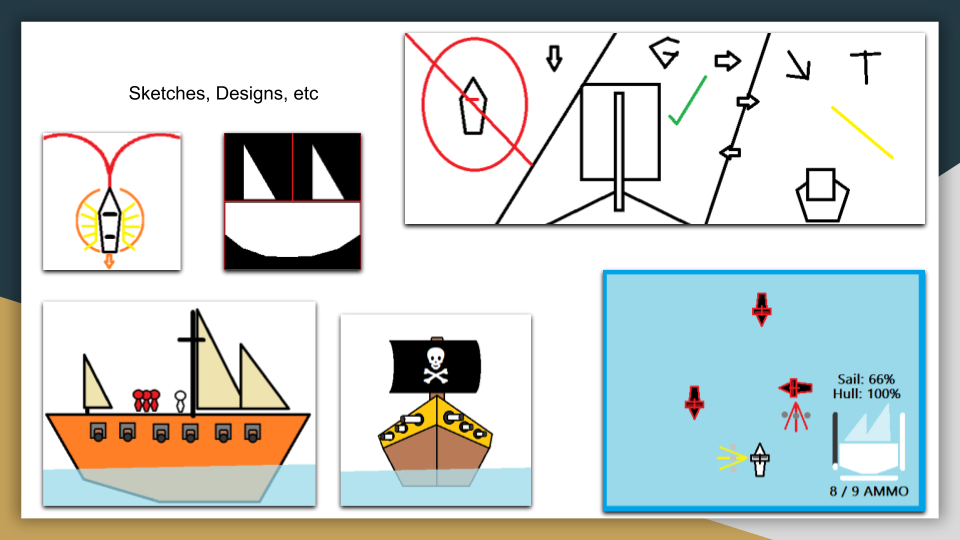 Sketches, Designs, etc
Sail: 66%
Hull: 100%
8 / 9 AMMO